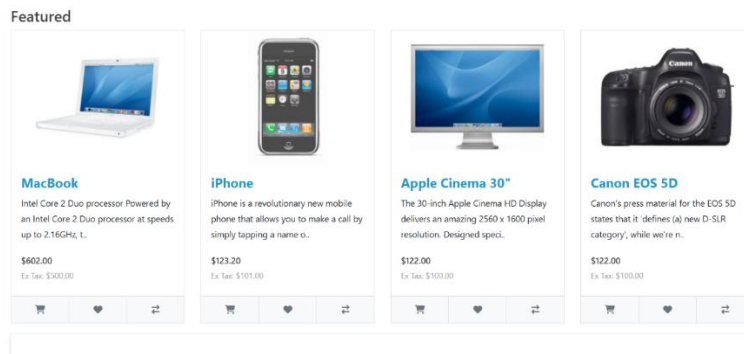 Featured
MacBook
Intel Core 2 Duo processor Powered by
an Intel Core 2 Duo processor at speeds
up to 2.16GHz, t..
$602.00
Ex Tax: $500.00
iPhone
iPhone is a revolutionary new mobile
phone that allows you to make a call by
simply tapping a name o..
$123.20
Ex Tax: $101.00
Apple Cinema 30"
The 30-inch Apple Cinema HD Display
delivers an amazing 2560 x 1600 pixel
resolution. Designed speci..
$122.00
Ex Tax: $100.00
Canon
Canon EOS 5D
Canon's press material for the EOS 5D
states that it 'defines (a) new D-SLR
category', while we're n..
$122.00
Ex Tax: $100.00